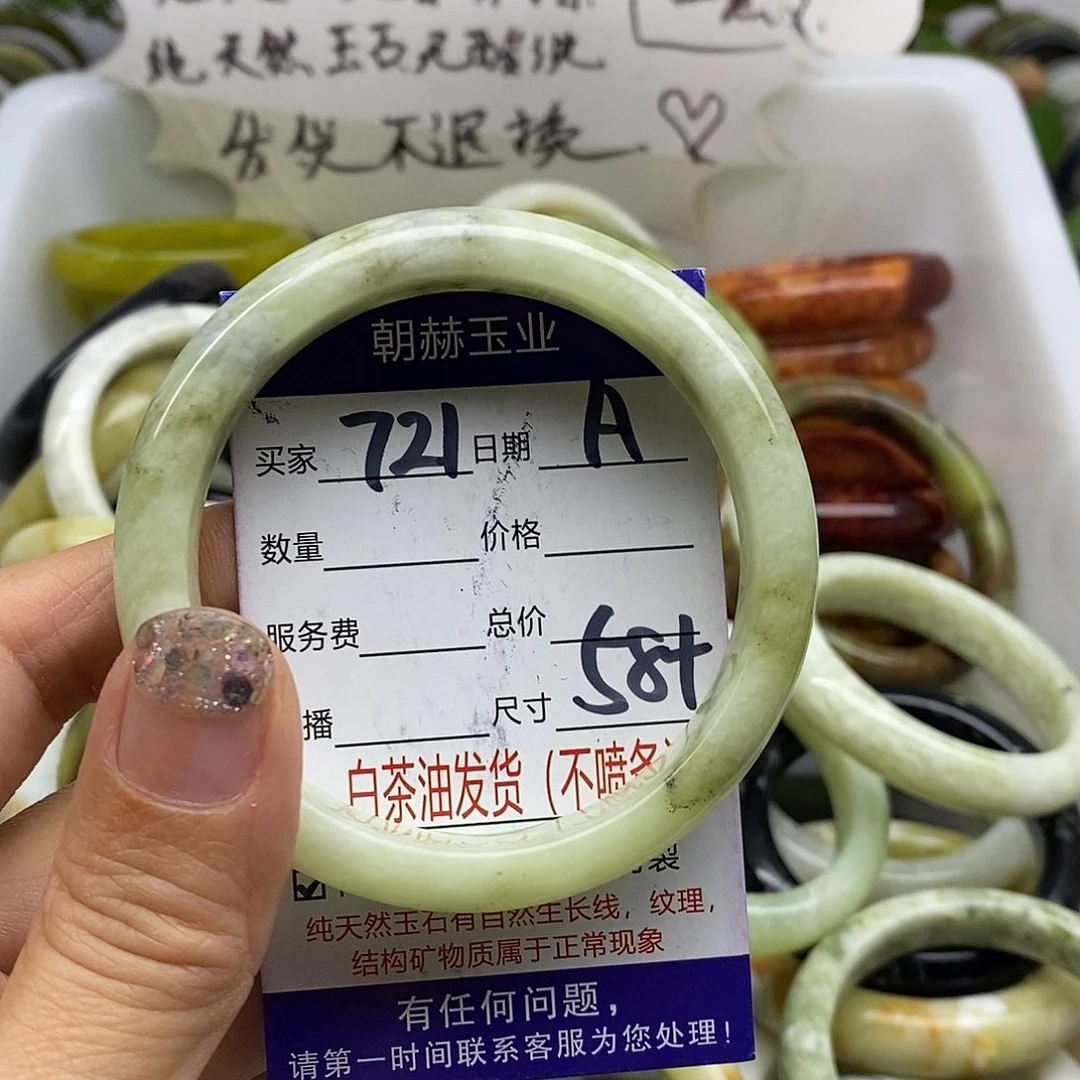 纯天然玉石无酸洗
售出不退换
朝赫玉业
买家 721 日期 A
数量 价格
服务费 总价
播 尺寸 58+
白茶油发货（不喷条
纯天然玉石有自然生长线，纹理，
结构矿物质属于正常现象
有任何问题，
请第一时间联系客服为您处理！